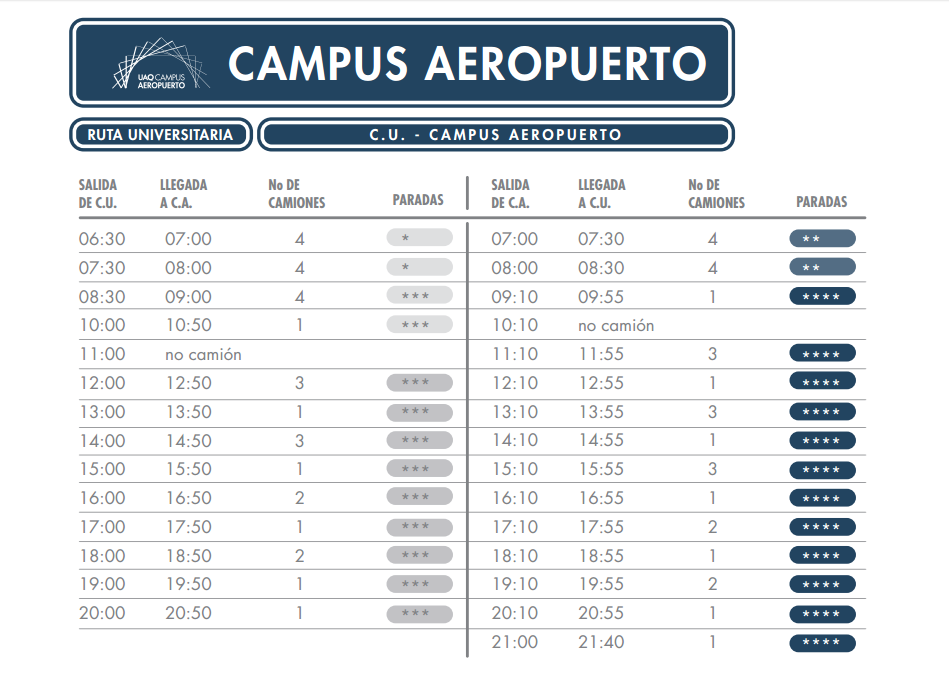 UAQ CAMPUS
AEROPUERTO
CAMPUS AEROPUERTO
RUTA UNIVERSITARIA
C.U. - CAMPUS AEROPUERTO
SALIDA DE C.U. LLEGADA A C.A. No DE CAMIONES PARADAS SALIDA DE C.A. LLEGADA A C.U. No DE CAMIONES PARADAS
06:30 07:00 4 * 07:00 07:30 4 **
07:30 08:00 4 * 08:00 08:30 4 **
08:30 09:00 4 *** 09:10 09:55 1 ****
10:00 10:50 1 *** 10:10 no camión
11:00 no camión 11:10 11:55 3 ****
12:00 12:50 3 *** 12:10 12:55 1 ****
13:00 13:50 1 *** 13:10 13:55 3 ****
14:00 14:50 3 *** 14:10 14:55 1 ****
15:00 15:50 1 *** 15:10 15:55 3 ****
16:00 16:50 2 *** 16:10 16:55 1 ****
17:00 17:50 1 *** 17:10 17:55 2 ****
18:00 18:50 2 *** 18:10 18:55 1 ****
19:00 19:50 1 *** 19:10 19:55 2 ****
20:00 20:50 1 *** 20:10 20:55 1 ****
21:00 21:40 1 ****